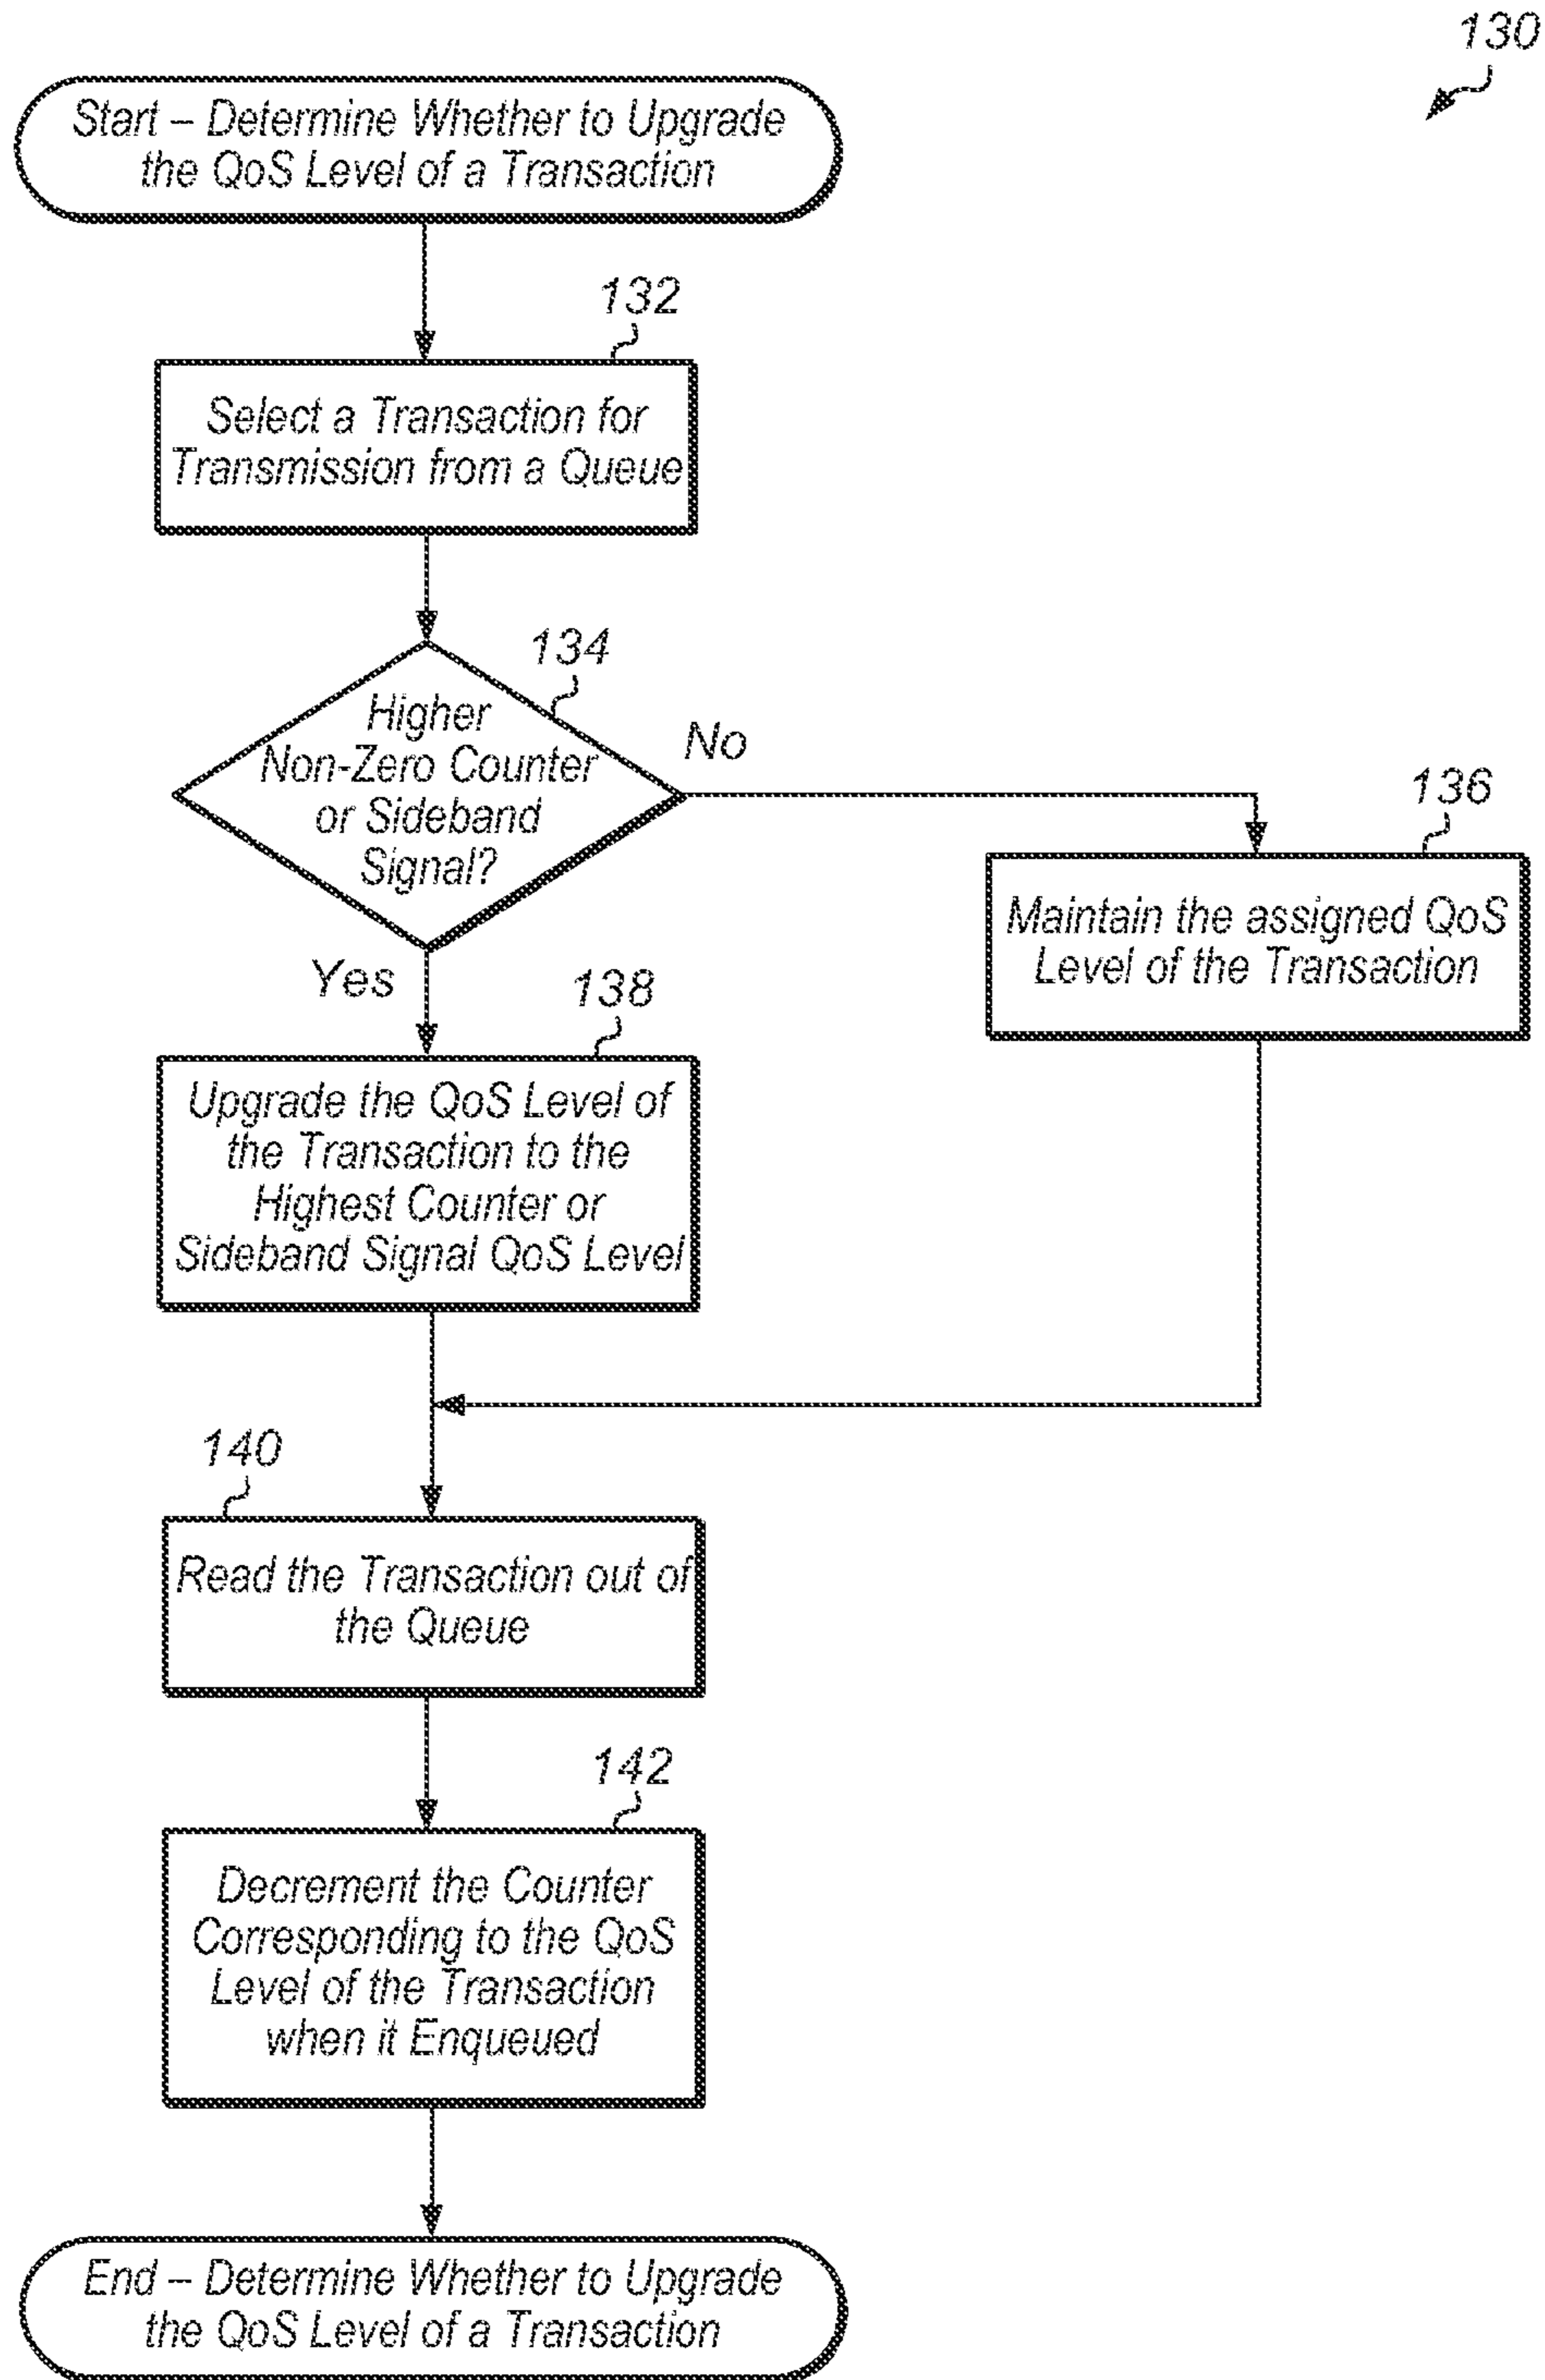 130
Start – Determine Whether to Upgrade
the QoS Level of a Transaction
132
Select a Transaction for
Transmission from a Queue
134
Higher
Non-Zero Counter
or Sideband
Signal?
No
136
Maintain the assigned QoS
Level of the Transaction
Yes
138
Upgrade the QoS Level of
the Transaction to the
Highest Counter or
Sideband Signal QoS Level
140
Read the Transaction out of
the Queue
142
Decrement the Counter
Corresponding to the QoS
Level of the Transaction
when it Enqueued
End – Determine Whether to Upgrade
the QoS Level of a Transaction